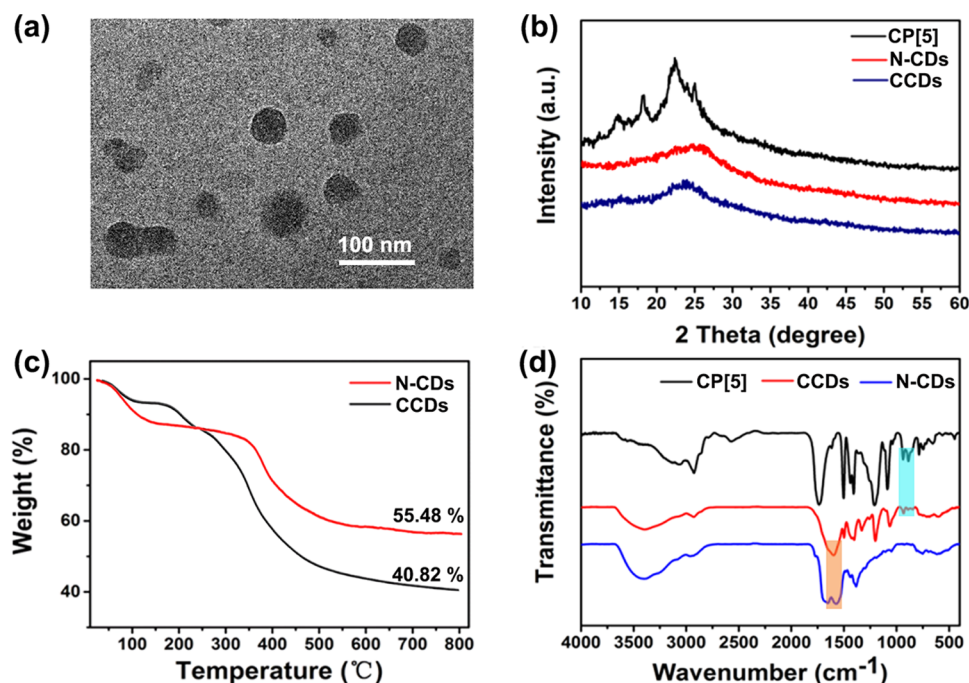 (a)
100 nm
(b)
CP[5]
N-CDs
CCDs
Intensity (a.u.)
10 15 20 25 30 35 40 45 50 55 60
2 Theta (degree)
(c)
N-CDs
CCDs
Weight (%)
100
80
60
40
55.48 %
40.82 %
0 100 200 300 400 500 600 700 800
Temperature (℃)
(d)
CP[5] CCDs N-CDs
Transmittance (%)
4000 3500 3000 2500 2000 1500 1000 500
Wavenumber (cm-1)